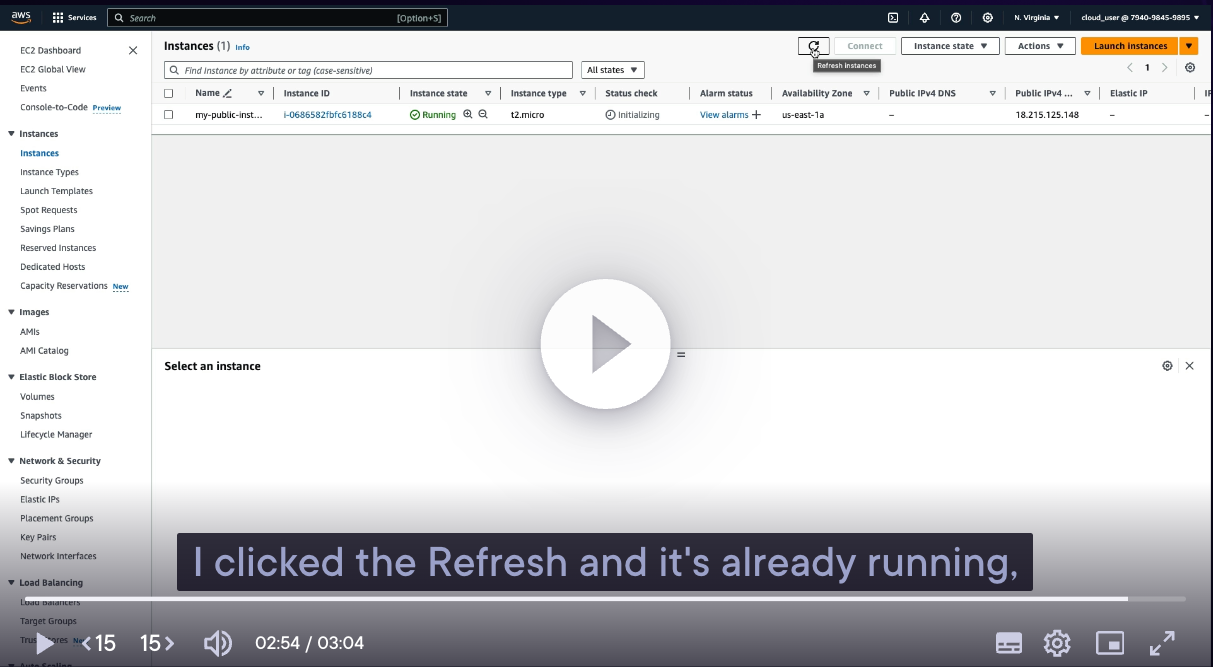 aws Services Search [Option+S] N. Virginia cloud_user @ 7940-9845-9895
EC2 Dashboard
EC2 Global View
Events
Console-to-Code Preview
Instances
Instances
Instance Types
Launch Templates
Spot Requests
Savings Plans
Reserved Instances
Dedicated Hosts
Capacity Reservations New
Images
AMIs
AMI Catalog
Elastic Block Store
Volumes
Snapshots
Lifecycle Manager
Network & Security
Security Groups
Elastic IPs
Placement Groups
Key Pairs
Network Interfaces
Load Balancing
Load Balancers
Target Groups
Instances (1) Info Connect Instance state Actions Launch instances
Refresh instances
Find Instance by attribute or tag (case-sensitive) All states 1
Name Instance ID Instance state Instance type Status check Alarm status Availability Zone Public IPv4 DNS Public IPv4 ... Elastic IP
my-public-inst... i-0686582fbfc6188c4 Running t2.micro Initializing View alarms + us-east-1a – 18.215.125.148 – –
Select an instance
I clicked the Refresh and it's already running,
15 15 02:54 / 03:04